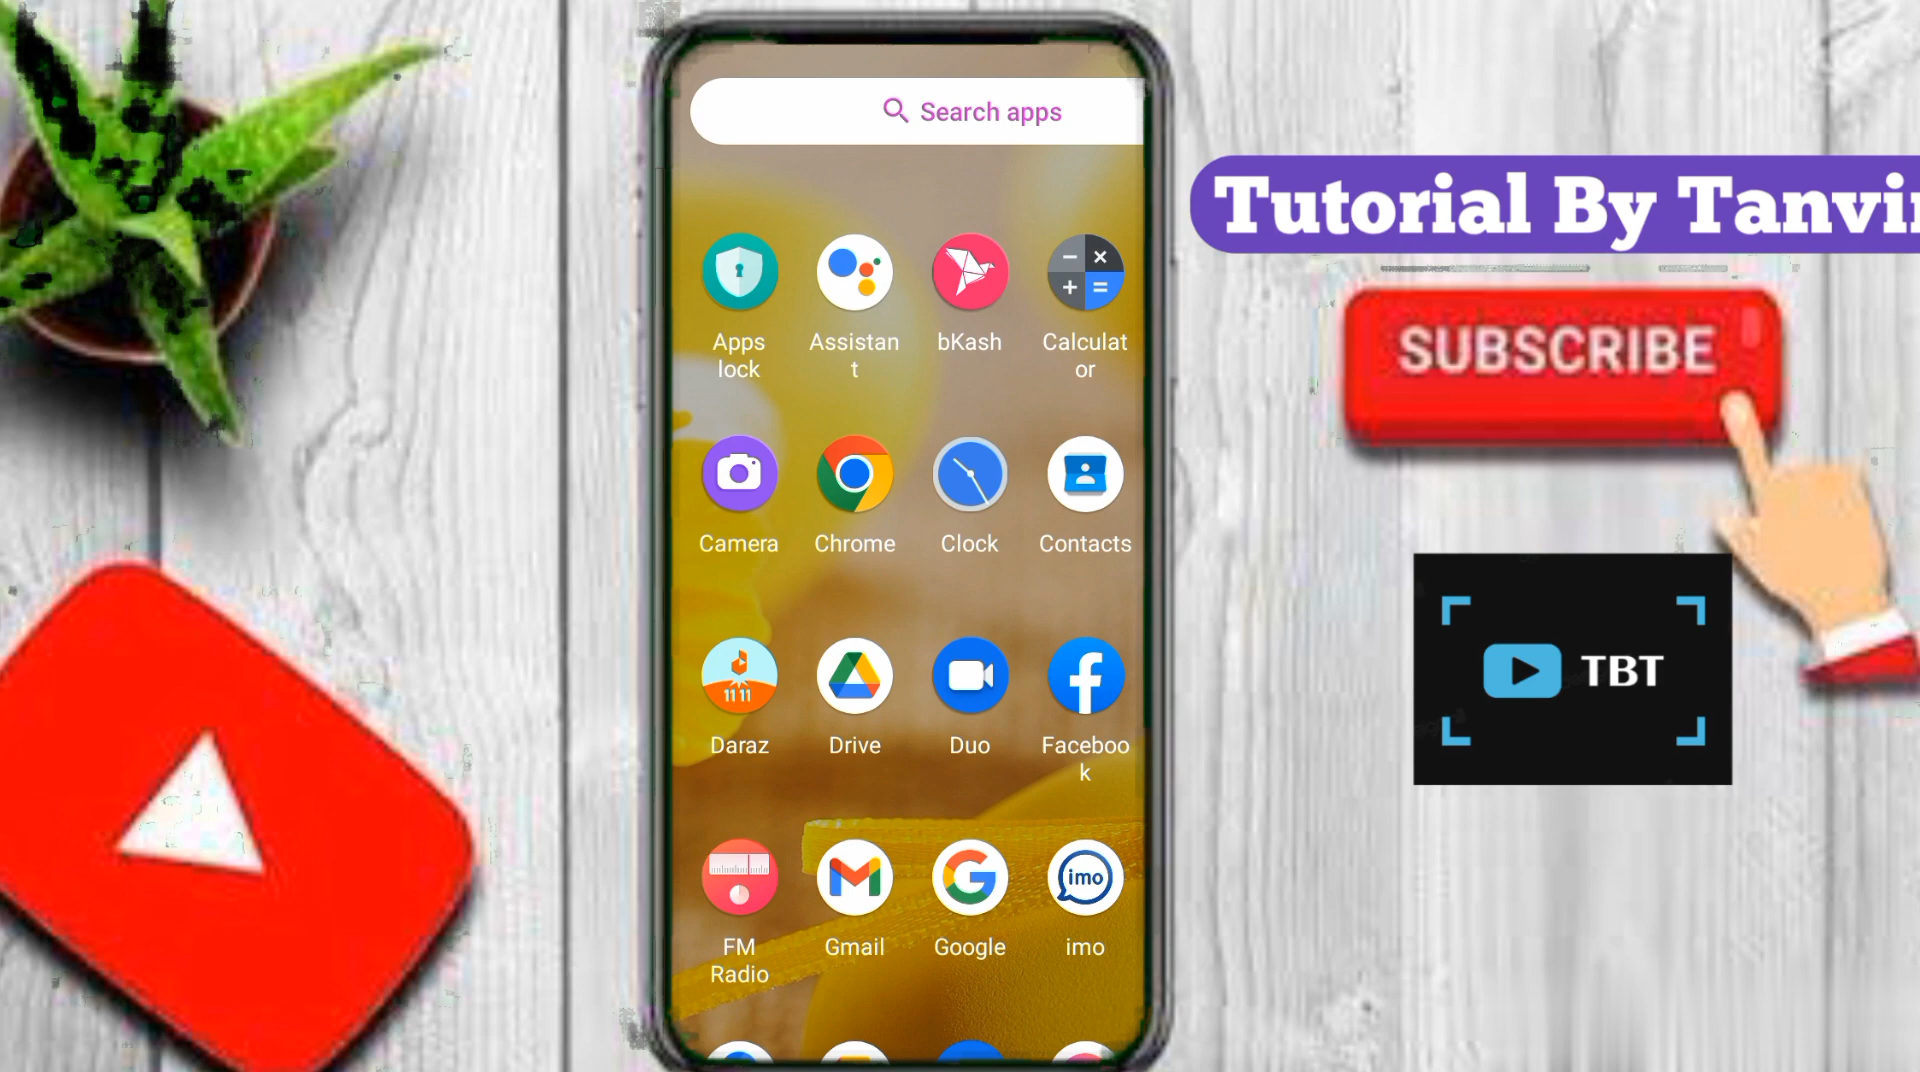 Search apps
Tutorial By Tanvir
SUBSCRIBE
TBT
Apps
lock
Assistan
t
bKash
Calculat
or
Camera
Chrome
Clock
Contacts
11 11
Daraz
Drive
Duo
Faceboo
k
FM
Radio
Gmail
Google
imo
imo